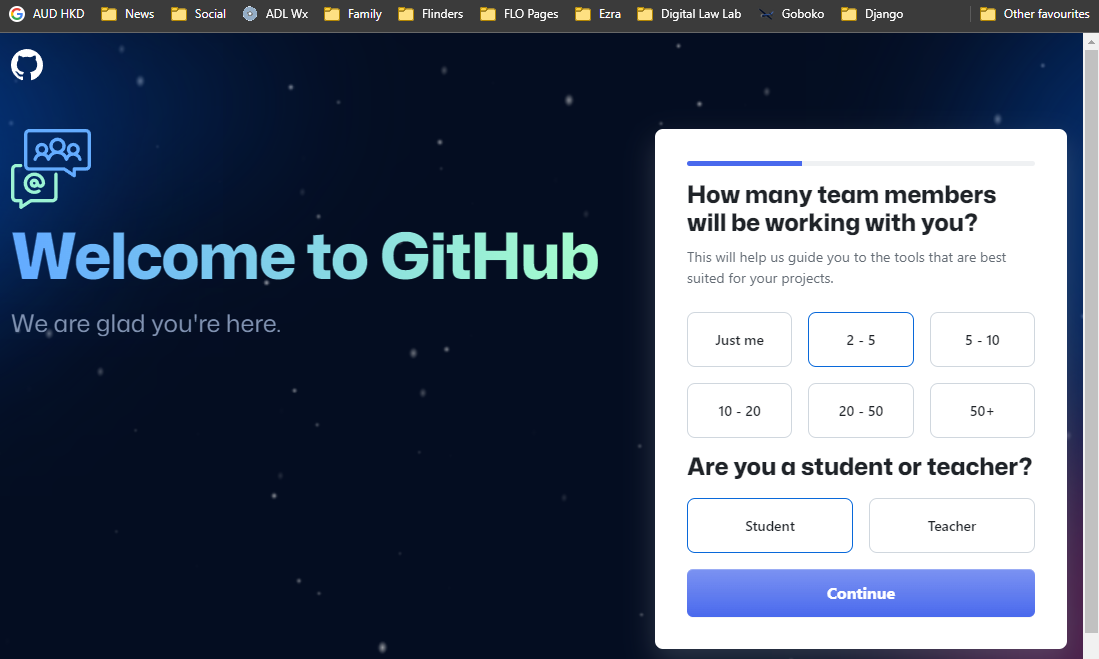 AUD HKD News Social ADL Wx Family Flinders FLO Pages Ezra Digital Law Lab Goboko Django Other favourites
@
Welcome to GitHub
We are glad you're here.
How many team members
will be working with you?
This will help us guide you to the tools that are best
suited for your projects.
Just me 2 - 5 5 - 10
10 - 20 20 - 50 50+
Are you a student or teacher?
Student Teacher
Continue